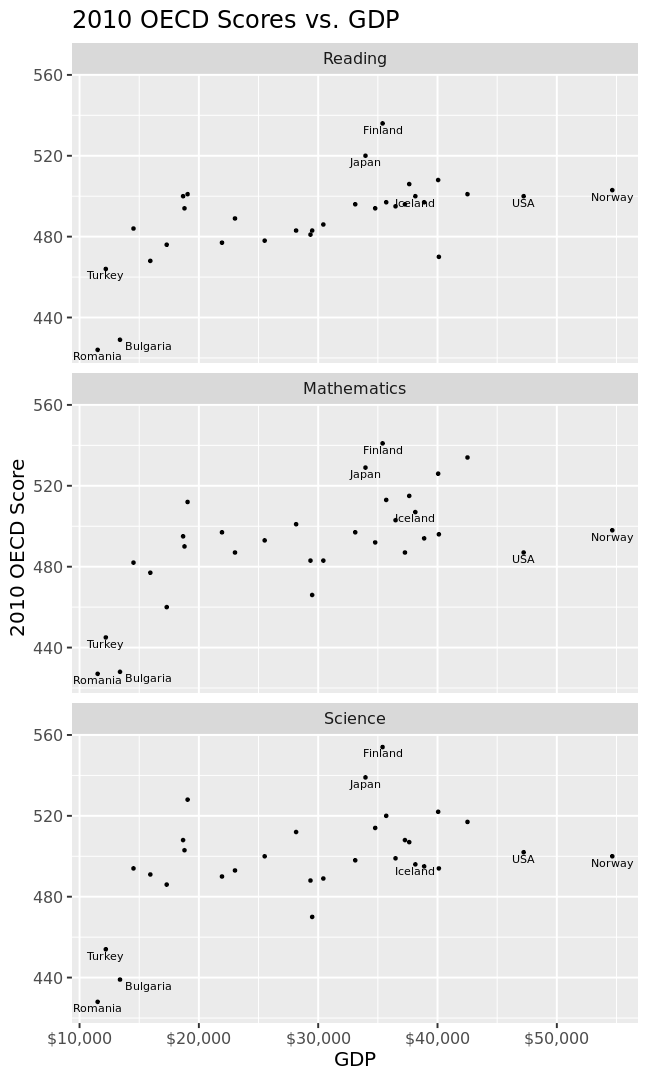 2010 OECD Scores vs. GDP
Reading
560
520
480
440
Finland
Japan
Iceland
USA
Norway
Turkey
Bulgaria
Romania
Mathematics
560
520
480
440
Finland
Japan
Iceland
Norway
USA
Turkey
Romania
Bulgaria
2010 OECD Score
Science
560
520
480
440
Finland
Japan
USA
Norway
Iceland
Turkey
Bulgaria
Romania
$10,000 $20,000 $30,000 $40,000 $50,000
GDP